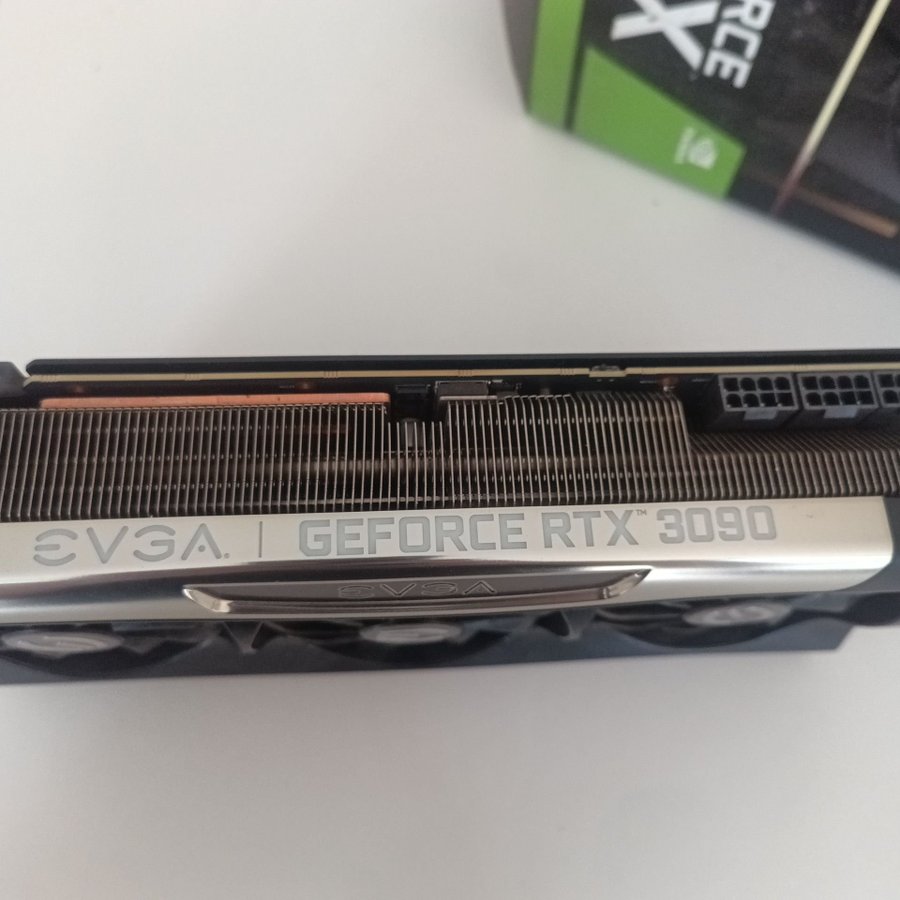 RCE
X
EVGA | GEFORCE RTX™ 3090
EVGA